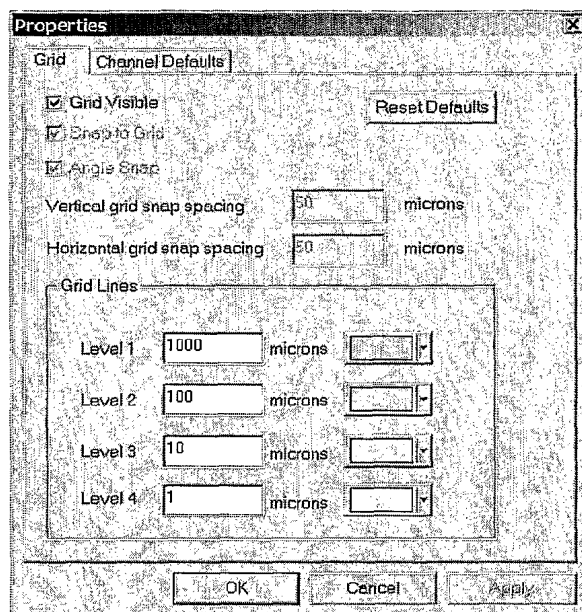 Properties
Grid
Channel Defaults
Grid Visible
Reset Defaults
Snap to Grid
Angle Snap
Vertical grid snap spacing 50 microns
Horizontal grid snap spacing 50 microns
Grid Lines
Level 1 1000 microns
Level 2 100 microns
Level 3 10 microns
Level 4 1 microns
OK Cancel Apply